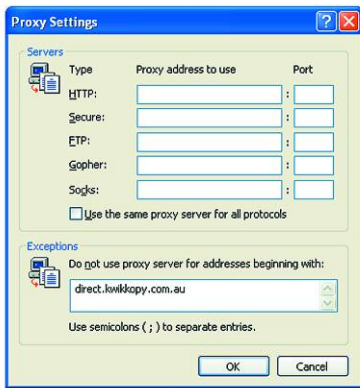 Proxy Settings
Servers
Type Proxy address to use Port
HTTP: :
Secure: :
FTP: :
Gopher: :
Socks: :
Use the same proxy server for all protocols
Exceptions
Do not use proxy server for addresses beginning with:
direct.kwikkopy.com.au
Use semicolons ( ; ) to separate entries.
OK Cancel